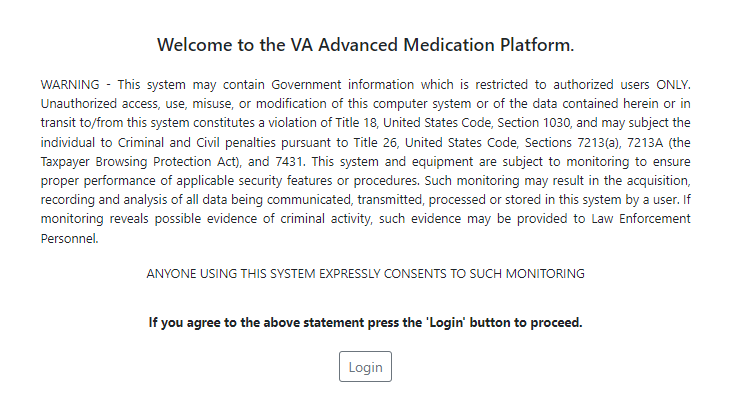 Welcome to the VA Advanced Medication Platform.
WARNING - This system may contain Government information which is restricted to authorized users ONLY.
Unauthorized access, use, misuse, or modification of this computer system or of the data contained herein or in
transit to/from this system constitutes a violation of Title 18, United States Code, Section 1030, and may subject the
individual to Criminal and Civil penalties pursuant to Title 26, United States Code, Sections 7213(a), 7213A (the
Taxpayer Browsing Protection Act), and 7431. This system and equipment are subject to monitoring to ensure
proper performance of applicable security features or procedures. Such monitoring may result in the acquisition,
recording and analysis of all data being communicated, transmitted, processed or stored in this system by a user. If
monitoring reveals possible evidence of criminal activity, such evidence may be provided to Law Enforcement
Personnel.
ANYONE USING THIS SYSTEM EXPRESSLY CONSENTS TO SUCH MONITORING
If you agree to the above statement press the 'Login' button to proceed.
Login